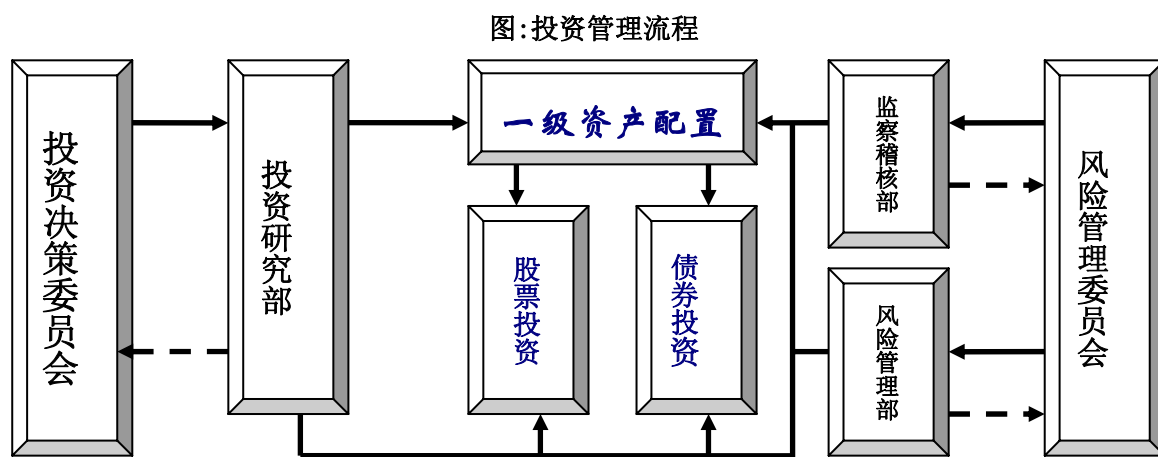 图:投资管理流程
投资决策委员会
投资研究部
一级资产配置
股票投资
债券投资
监察稽核部
风险管理部
风险管理委员会